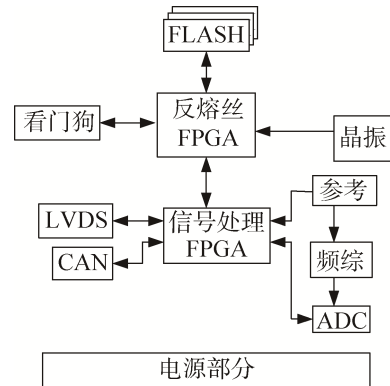 FLASH
反熔丝
FPGA
看门狗
晶振
参考
LVDS
信号处理
FPGA
CAN
频综
ADC
电源部分